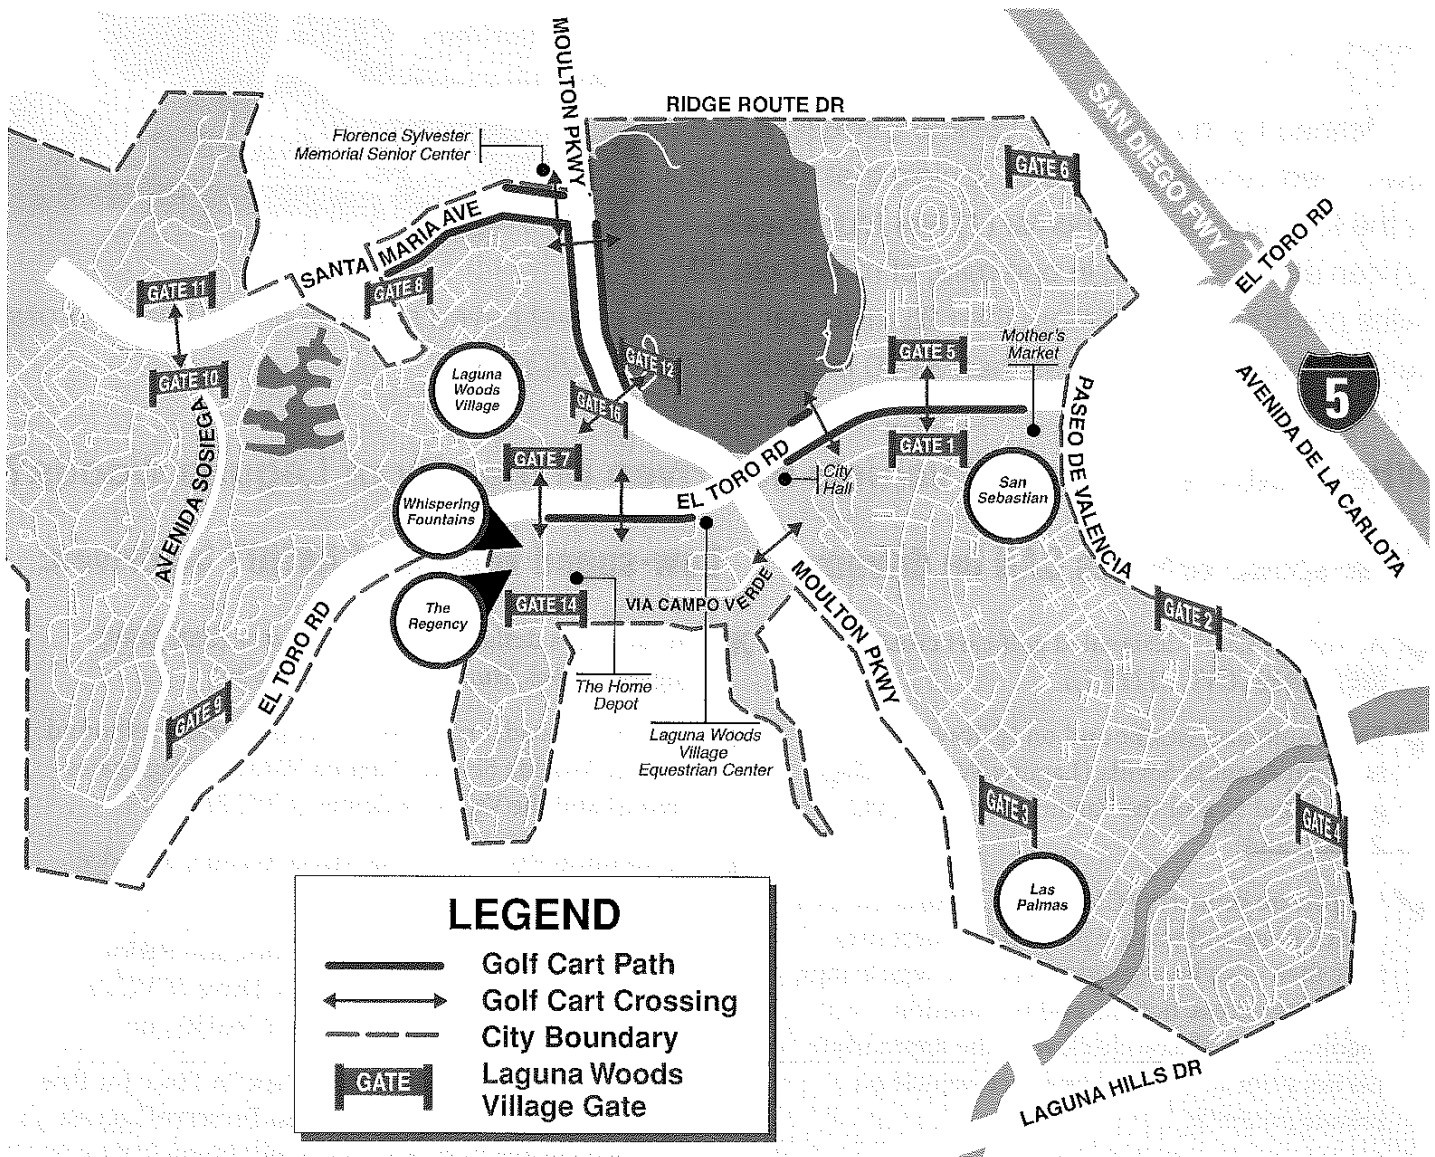 MOULTON PKWY
RIDGE ROUTE DR
SAN DIEGO FWY
Florence Sylvester
Memorial Senior Center
GATE 6
EL TORO RD
SANTA MARIA AVE
GATE 11
GATE 8
Mother's
Market
GATE 5
GATE 12
GATE 10
Laguna
Woods
Village
GATE 16
5
AVENIDA DE LA CARLOTA
PASEO DE VALENCIA
AVENIDA SOSIEGA
GATE 7
GATE 1
EL TORO RD
City
Hall
San
Sebastian
Whispering
Fountains
The
Regency
GATE 14
VIA CAMPO VERDE
MOULTON PKWY
GATE 2
EL TORO RD
GATE 9
The Home
Depot
Laguna Woods
Village
Equestrian Center
GATE 3
GATE 4
Las
Palmas
LEGEND
Golf Cart Path
Golf Cart Crossing
City Boundary
GATE
Laguna Woods
Village Gate
LAGUNA HILLS DR